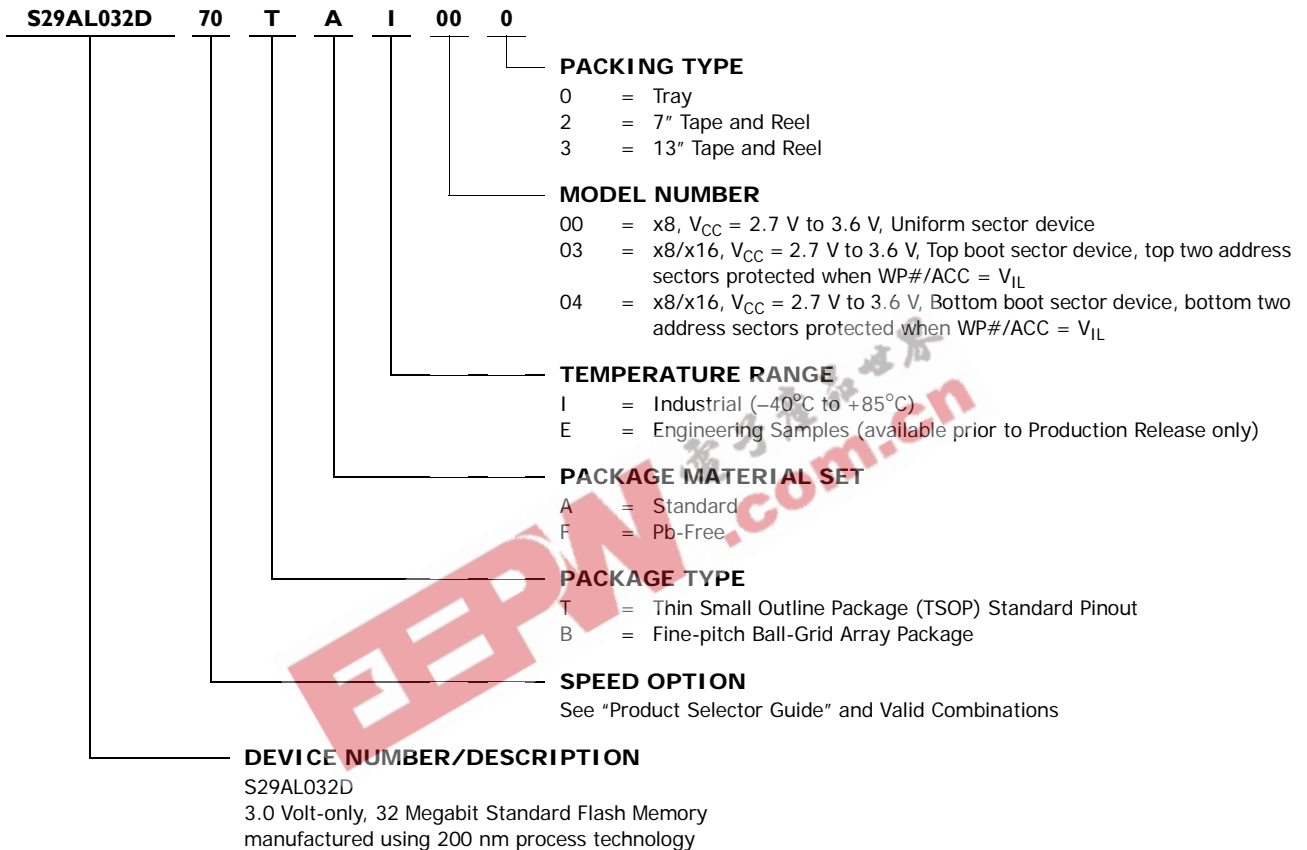 S29AL032D 70 T A I 00 0
PACKING TYPE
0 = Tray
2 = 7″ Tape and Reel
3 = 13″ Tape and Reel
MODEL NUMBER
00 = x8, VCC = 2.7 V to 3.6 V, Uniform sector device
03 = x8/x16, VCC = 2.7 V to 3.6 V, Top boot sector device, top two address
sectors protected when WP#/ACC = VIL
04 = x8/x16, VCC = 2.7 V to 3.6 V, Bottom boot sector device, bottom two
address sectors protected when WP#/ACC = VIL
TEMPERATURE RANGE
I = Industrial (–40°C to +85°C)
E = Engineering Samples (available prior to Production Release only)
PACKAGE MATERIAL SET
A = Standard
F = Pb-Free
PACKAGE TYPE
T = Thin Small Outline Package (TSOP) Standard Pinout
B = Fine-pitch Ball-Grid Array Package
SPEED OPTION
See “Product Selector Guide” and Valid Combinations
DEVICE NUMBER/DESCRIPTION
S29AL032D
3.0 Volt-only, 32 Megabit Standard Flash Memory
manufactured using 200 nm process technology
EEPW.com.cn
电子产品世界